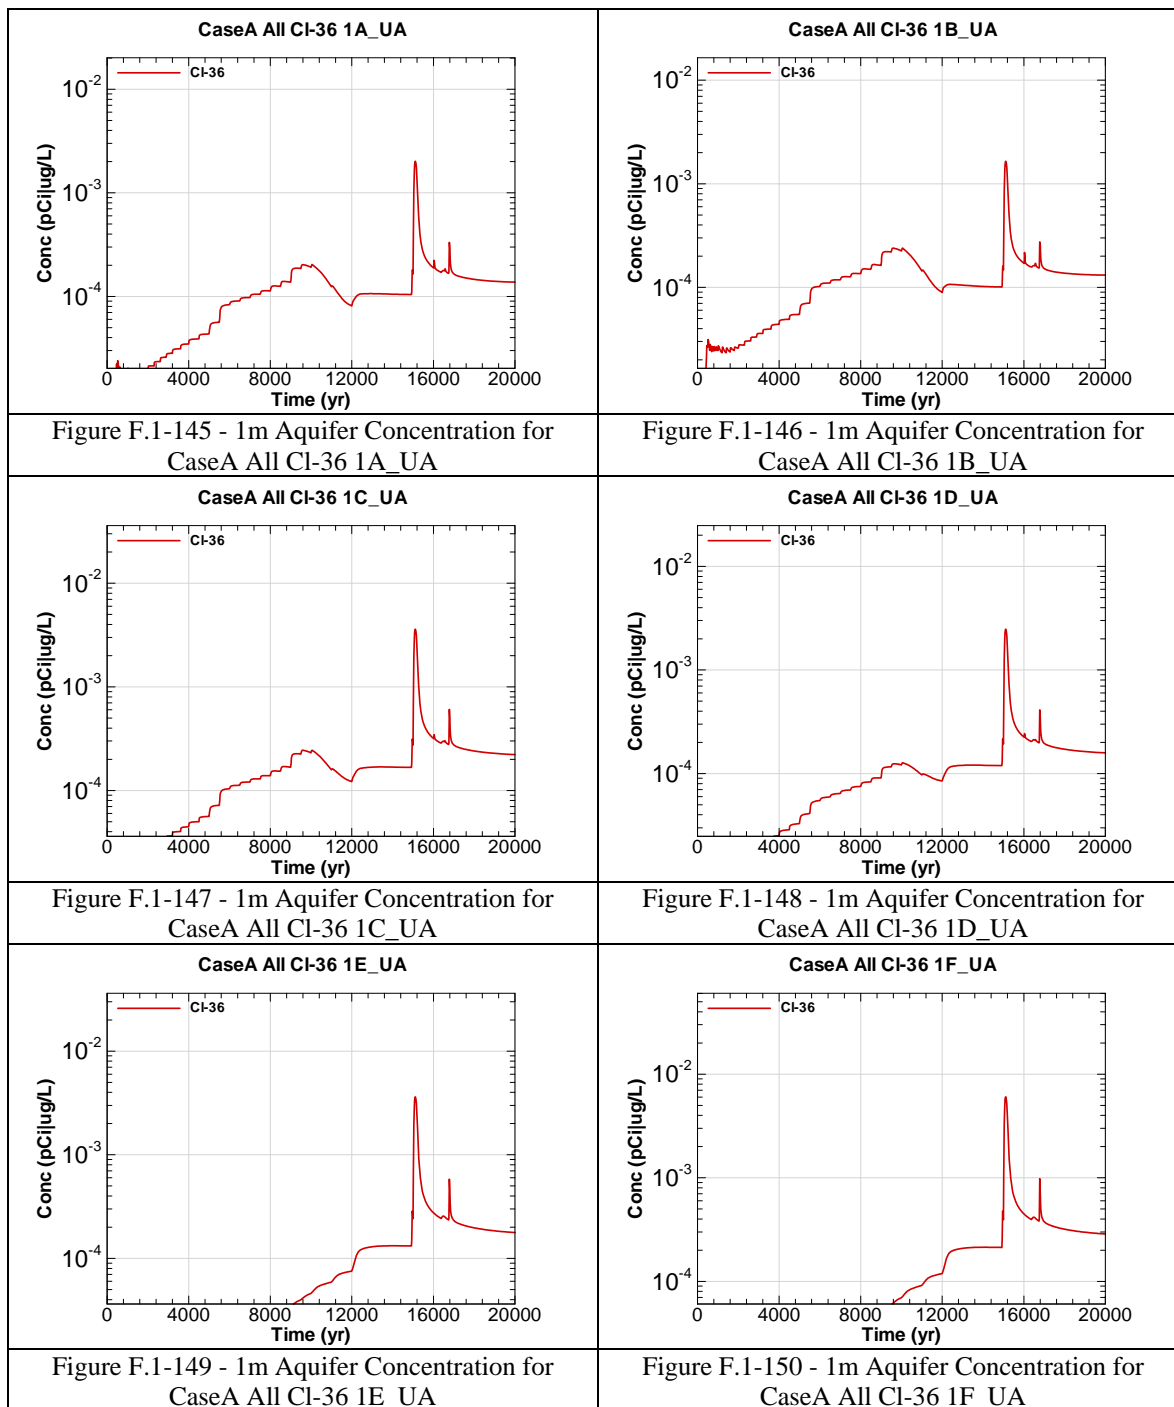 CaseA All Cl-36 1A_UA
Cl-36
10-2
10-3
10-4
Conc (pCi|ug/L)
0 4000 8000 12000 16000 20000
Time (yr)
Figure F.1-145 - 1m Aquifer Concentration for
CaseA All Cl-36 1A_UA
CaseA All Cl-36 1B_UA
Cl-36
10-2
10-3
10-4
Conc (pCi|ug/L)
0 4000 8000 12000 16000 20000
Time (yr)
Figure F.1-146 - 1m Aquifer Concentration for
CaseA All Cl-36 1B_UA
CaseA All Cl-36 1C_UA
Cl-36
10-2
10-3
10-4
Conc (pCi|ug/L)
0 4000 8000 12000 16000 20000
Time (yr)
Figure F.1-147 - 1m Aquifer Concentration for
CaseA All Cl-36 1C_UA
CaseA All Cl-36 1D_UA
Cl-36
10-2
10-3
10-4
Conc (pCi|ug/L)
0 4000 8000 12000 16000 20000
Time (yr)
Figure F.1-148 - 1m Aquifer Concentration for
CaseA All Cl-36 1D_UA
CaseA All Cl-36 1E_UA
Cl-36
10-2
10-3
10-4
Conc (pCi|ug/L)
0 4000 8000 12000 16000 20000
Time (yr)
Figure F.1-149 - 1m Aquifer Concentration for
CaseA All Cl-36 1E_UA
CaseA All Cl-36 1F_UA
Cl-36
10-2
10-3
10-4
Conc (pCi|ug/L)
0 4000 8000 12000 16000 20000
Time (yr)
Figure F.1-150 - 1m Aquifer Concentration for
CaseA All Cl-36 1F_UA